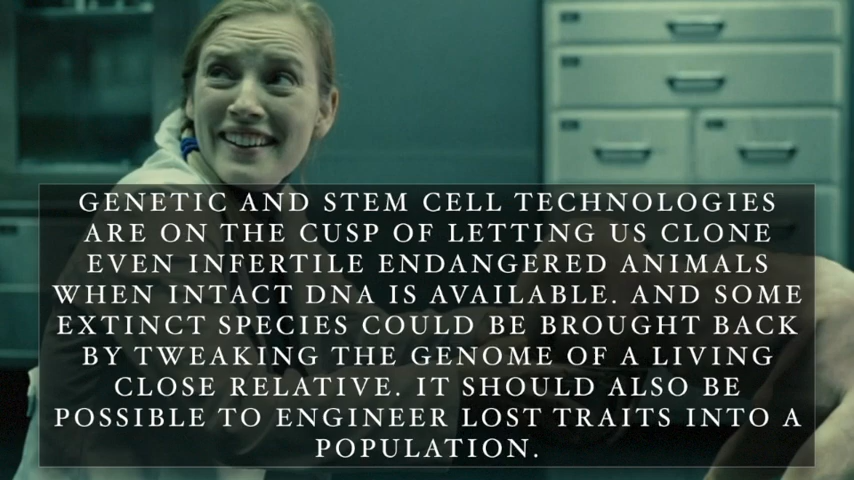 GENETIC AND STEM CELL TECHNOLOGIES
ARE ON THE CUSP OF LETTING US CLONE
EVEN INFERTILE ENDANGERED ANIMALS
WHEN INTACT DNA IS AVAILABLE. AND SOME
EXTINCT SPECIES COULD BE BROUGHT BACK
BY TWEAKING THE GENOME OF A LIVING
CLOSE RELATIVE. IT SHOULD ALSO BE
POSSIBLE TO ENGINEER LOST TRAITS INTO A
POPULATION.